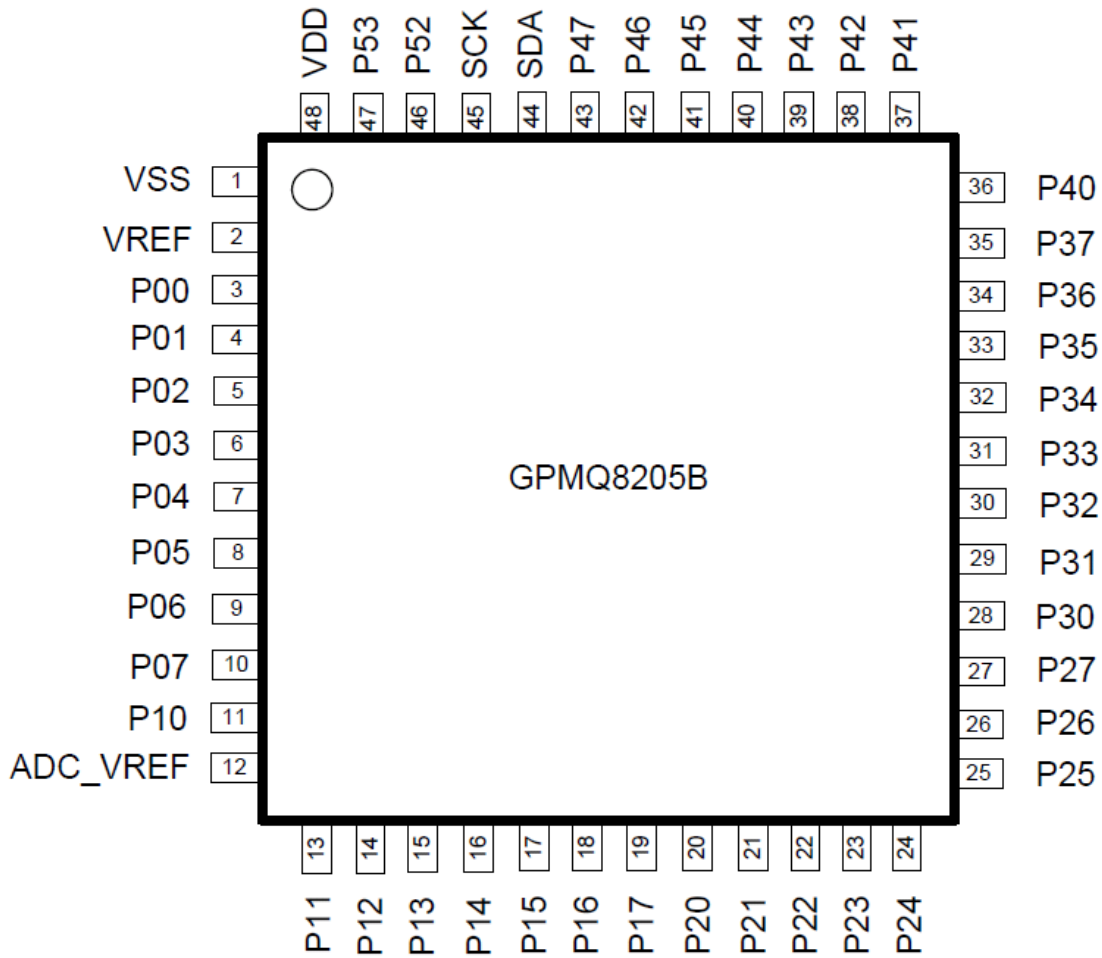 VDD P53 P52 SCK SDA P47 P46 P45 P44 P43 P42 P41
48 47 46 45 44 43 42 41 40 39 38 37
VSS 1 36 P40
VREF 2 35 P37
P00 3 34 P36
P01 4 33 P35
P02 5 32 P34
P03 6 31 P33
GPMQ8205B
P04 7 30 P32
P05 8 29 P31
P06 9 28 P30
P07 10 27 P27
P10 11 26 P26
ADC_VREF 12 25 P25
13 14 15 16 17 18 19 20 21 22 23 24
P11 P12 P13 P14 P15 P16 P17 P20 P21 P22 P23 P24